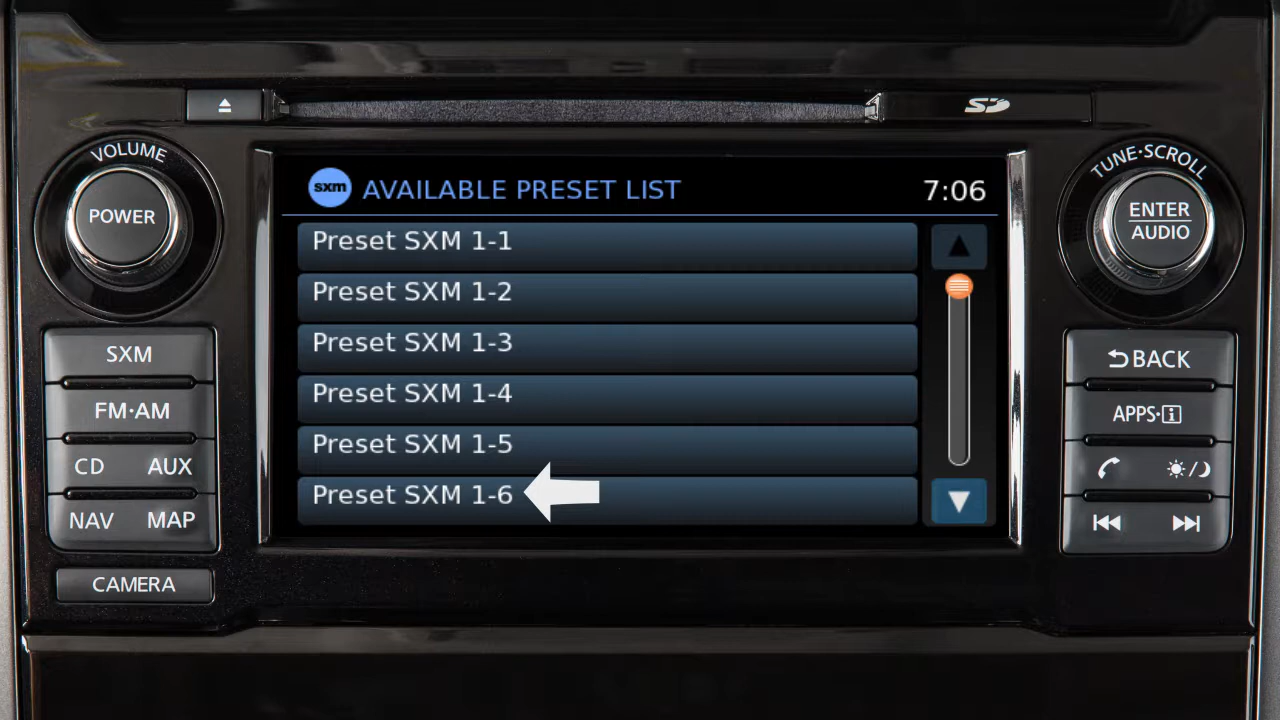 SD
VOLUME
POWER
TUNE·SCROLL
ENTER
AUDIO
sxm AVAILABLE PRESET LIST 7:06
Preset SXM 1-1
Preset SXM 1-2
Preset SXM 1-3
Preset SXM 1-4
Preset SXM 1-5
Preset SXM 1-6
SXM
FM·AM
CD AUX
NAV MAP
CAMERA
BACK
APPS·i